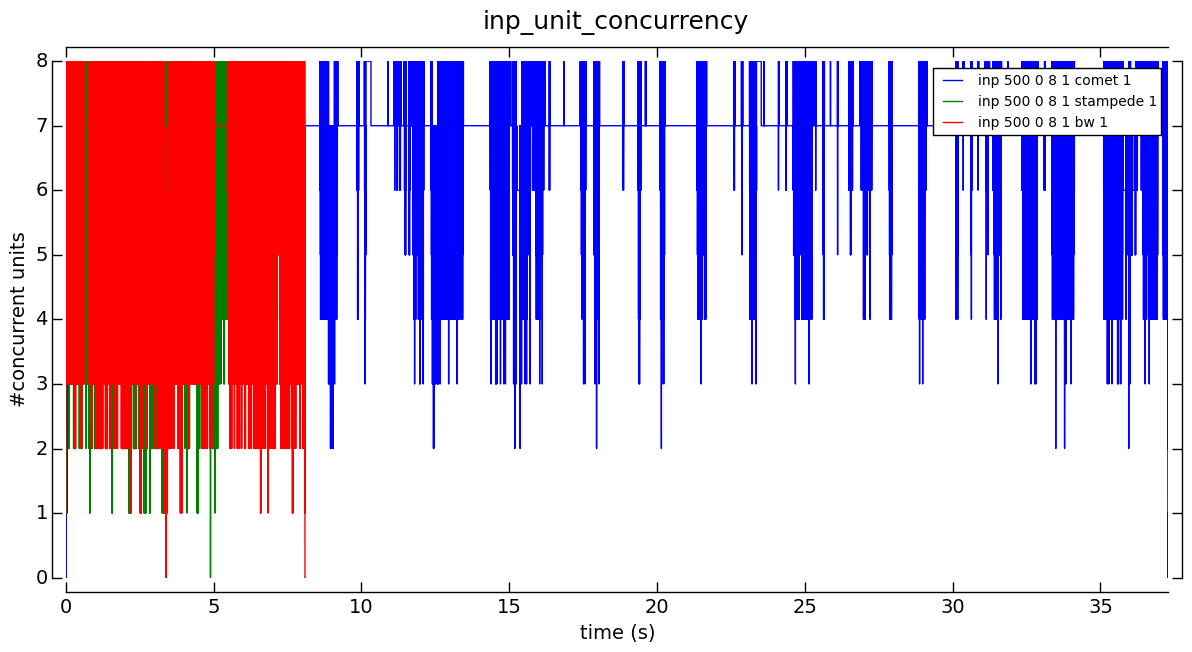 inp_unit_concurrency
#concurrent units
8
7
6
5
4
3
2
1
0
inp 500 0 8 1 comet 1
inp 500 0 8 1 stampede 1
inp 500 0 8 1 bw 1
0 5 10 15 20 25 30 35
time (s)